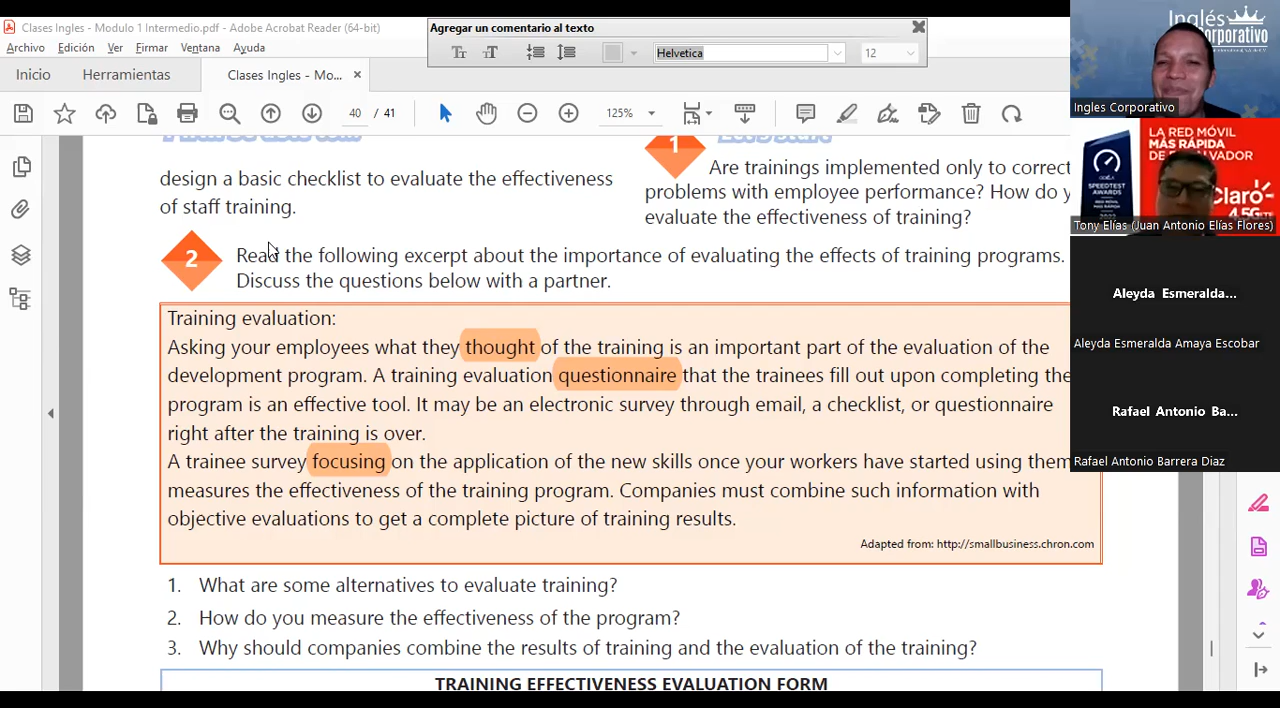 Clases Ingles - Modulo 1 Intermedio.pdf - Adobe Acrobat Reader (64-bit)
Archivo Edición Ver Firmar Ventana Ayuda
Agregar un comentario al texto
Helvetica 12
Inicio Herramientas Clases Ingles - Mo... ×
40 / 41 125%
Let's Start
design a basic checklist to evaluate the effectiveness
of staff training.
1
Are trainings implemented only to correct
problems with employee performance? How do y
evaluate the effectiveness of training?
2
Read the following excerpt about the importance of evaluating the effects of training programs.
Discuss the questions below with a partner.
Training evaluation:
Asking your employees what they thought of the training is an important part of the evaluation of the
development program. A training evaluation questionnaire that the trainees fill out upon completing the
program is an effective tool. It may be an electronic survey through email, a checklist, or questionnaire
right after the training is over.
A trainee survey focusing on the application of the new skills once your workers have started using them
measures the effectiveness of the training program. Companies must combine such information with
objective evaluations to get a complete picture of training results.
Adapted from: http://smallbusiness.chron.com
1. What are some alternatives to evaluate training?
2. How do you measure the effectiveness of the program?
3. Why should companies combine the results of training and the evaluation of the training?
TRAINING EFFECTIVENESS EVALUATION FORM
Inglés
Corporativo
Ingles Corporativo
LA RED MÓVIL
MÁS RÁPIDA
SPEEDTEST
AWARDS
Claro
4.5G
Tony Elías (Juan Antonio Elías Flores)
Aleyda Esmeralda...
Aleyda Esmeralda Amaya Escobar
Rafael Antonio Ba...
Rafael Antonio Barrera Diaz